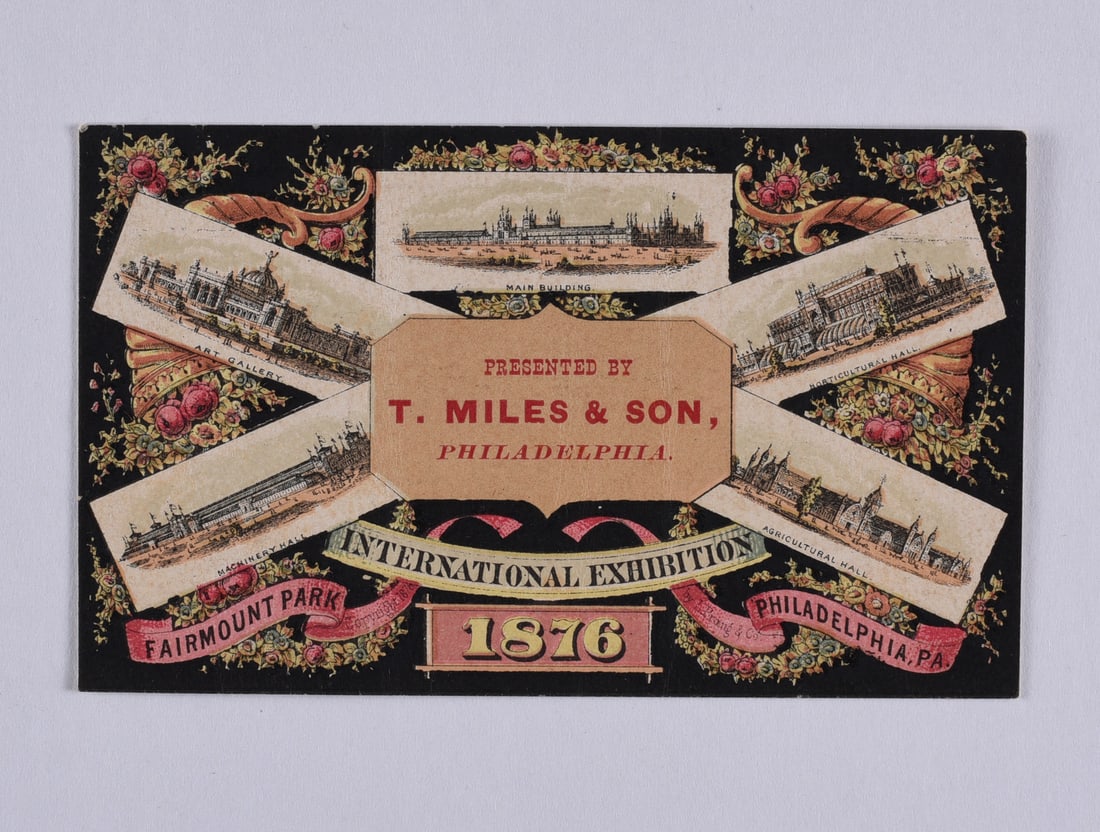 MAIN BUILDING.
ART GALLERY.
HORTICULTURAL HALL.
PRESENTED BY
T. MILES & SON,
PHILADELPHIA.
MACHINERY HALL.
AGRICULTURAL HALL.
INTERNATIONAL EXHIBITION
FAIRMOUNT PARK
1876
PHILADELPHIA, PA.